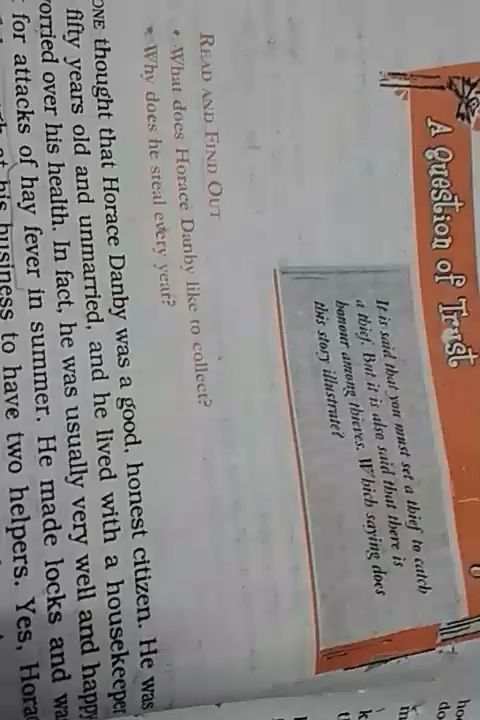 A Question of Trust
It is said that you must set a thief to catch
a thief. But it is also said that there is
honour among thieves. Which saying does
this story illustrate?
READ AND FIND OUT
• What does Horace Danby like to collect?
• Why does he steal every year?
ONE thought that Horace Danby was a good, honest citizen. He was
fifty years old and unmarried, and he lived with a housekeeper
worried over his health. In fact, he was usually very well and happy
for attacks of hay fever in summer. He made locks and was
at his business to have two helpers. Yes, Horac